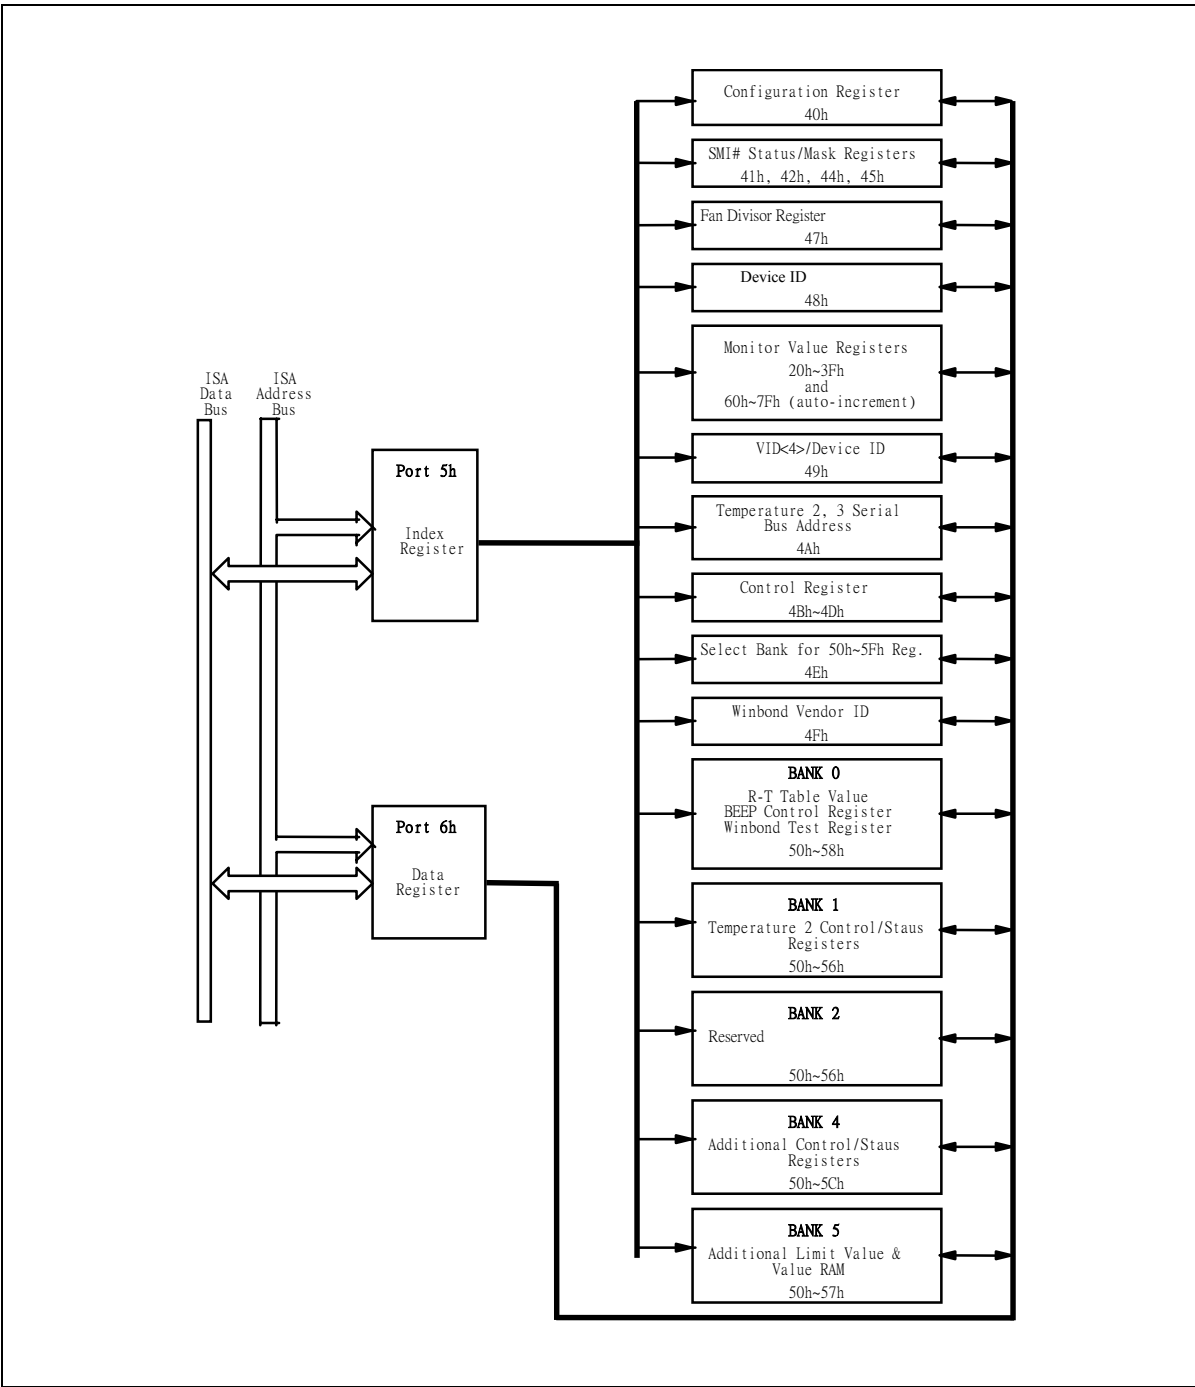 Configuration Register
40h
SMI# Status/Mask Registers
41h, 42h, 44h, 45h
Fan Divisor Register
47h
Device ID
48h
Monitor Value Registers
20h~3Fh
and
60h~7Fh (auto-increment)
VID<4>/Device ID
49h
Temperature 2, 3 Serial
Bus Address
4Ah
Control Register
4Bh~4Dh
Select Bank for 50h~5Fh Reg.
4Eh
Winbond Vendor ID
4Fh
BANK 0
R-T Table Value
BEEP Control Register
Winbond Test Register
50h~58h
BANK 1
Temperature 2 Control/Staus
Registers
50h~56h
BANK 2
Reserved
50h~56h
BANK 4
Additional Control/Staus
Registers
50h~5Ch
BANK 5
Additional Limit Value &
Value RAM
50h~57h
ISA
Data
Bus
ISA
Address
Bus
Port 5h
Index
Register
Port 6h
Data
Register